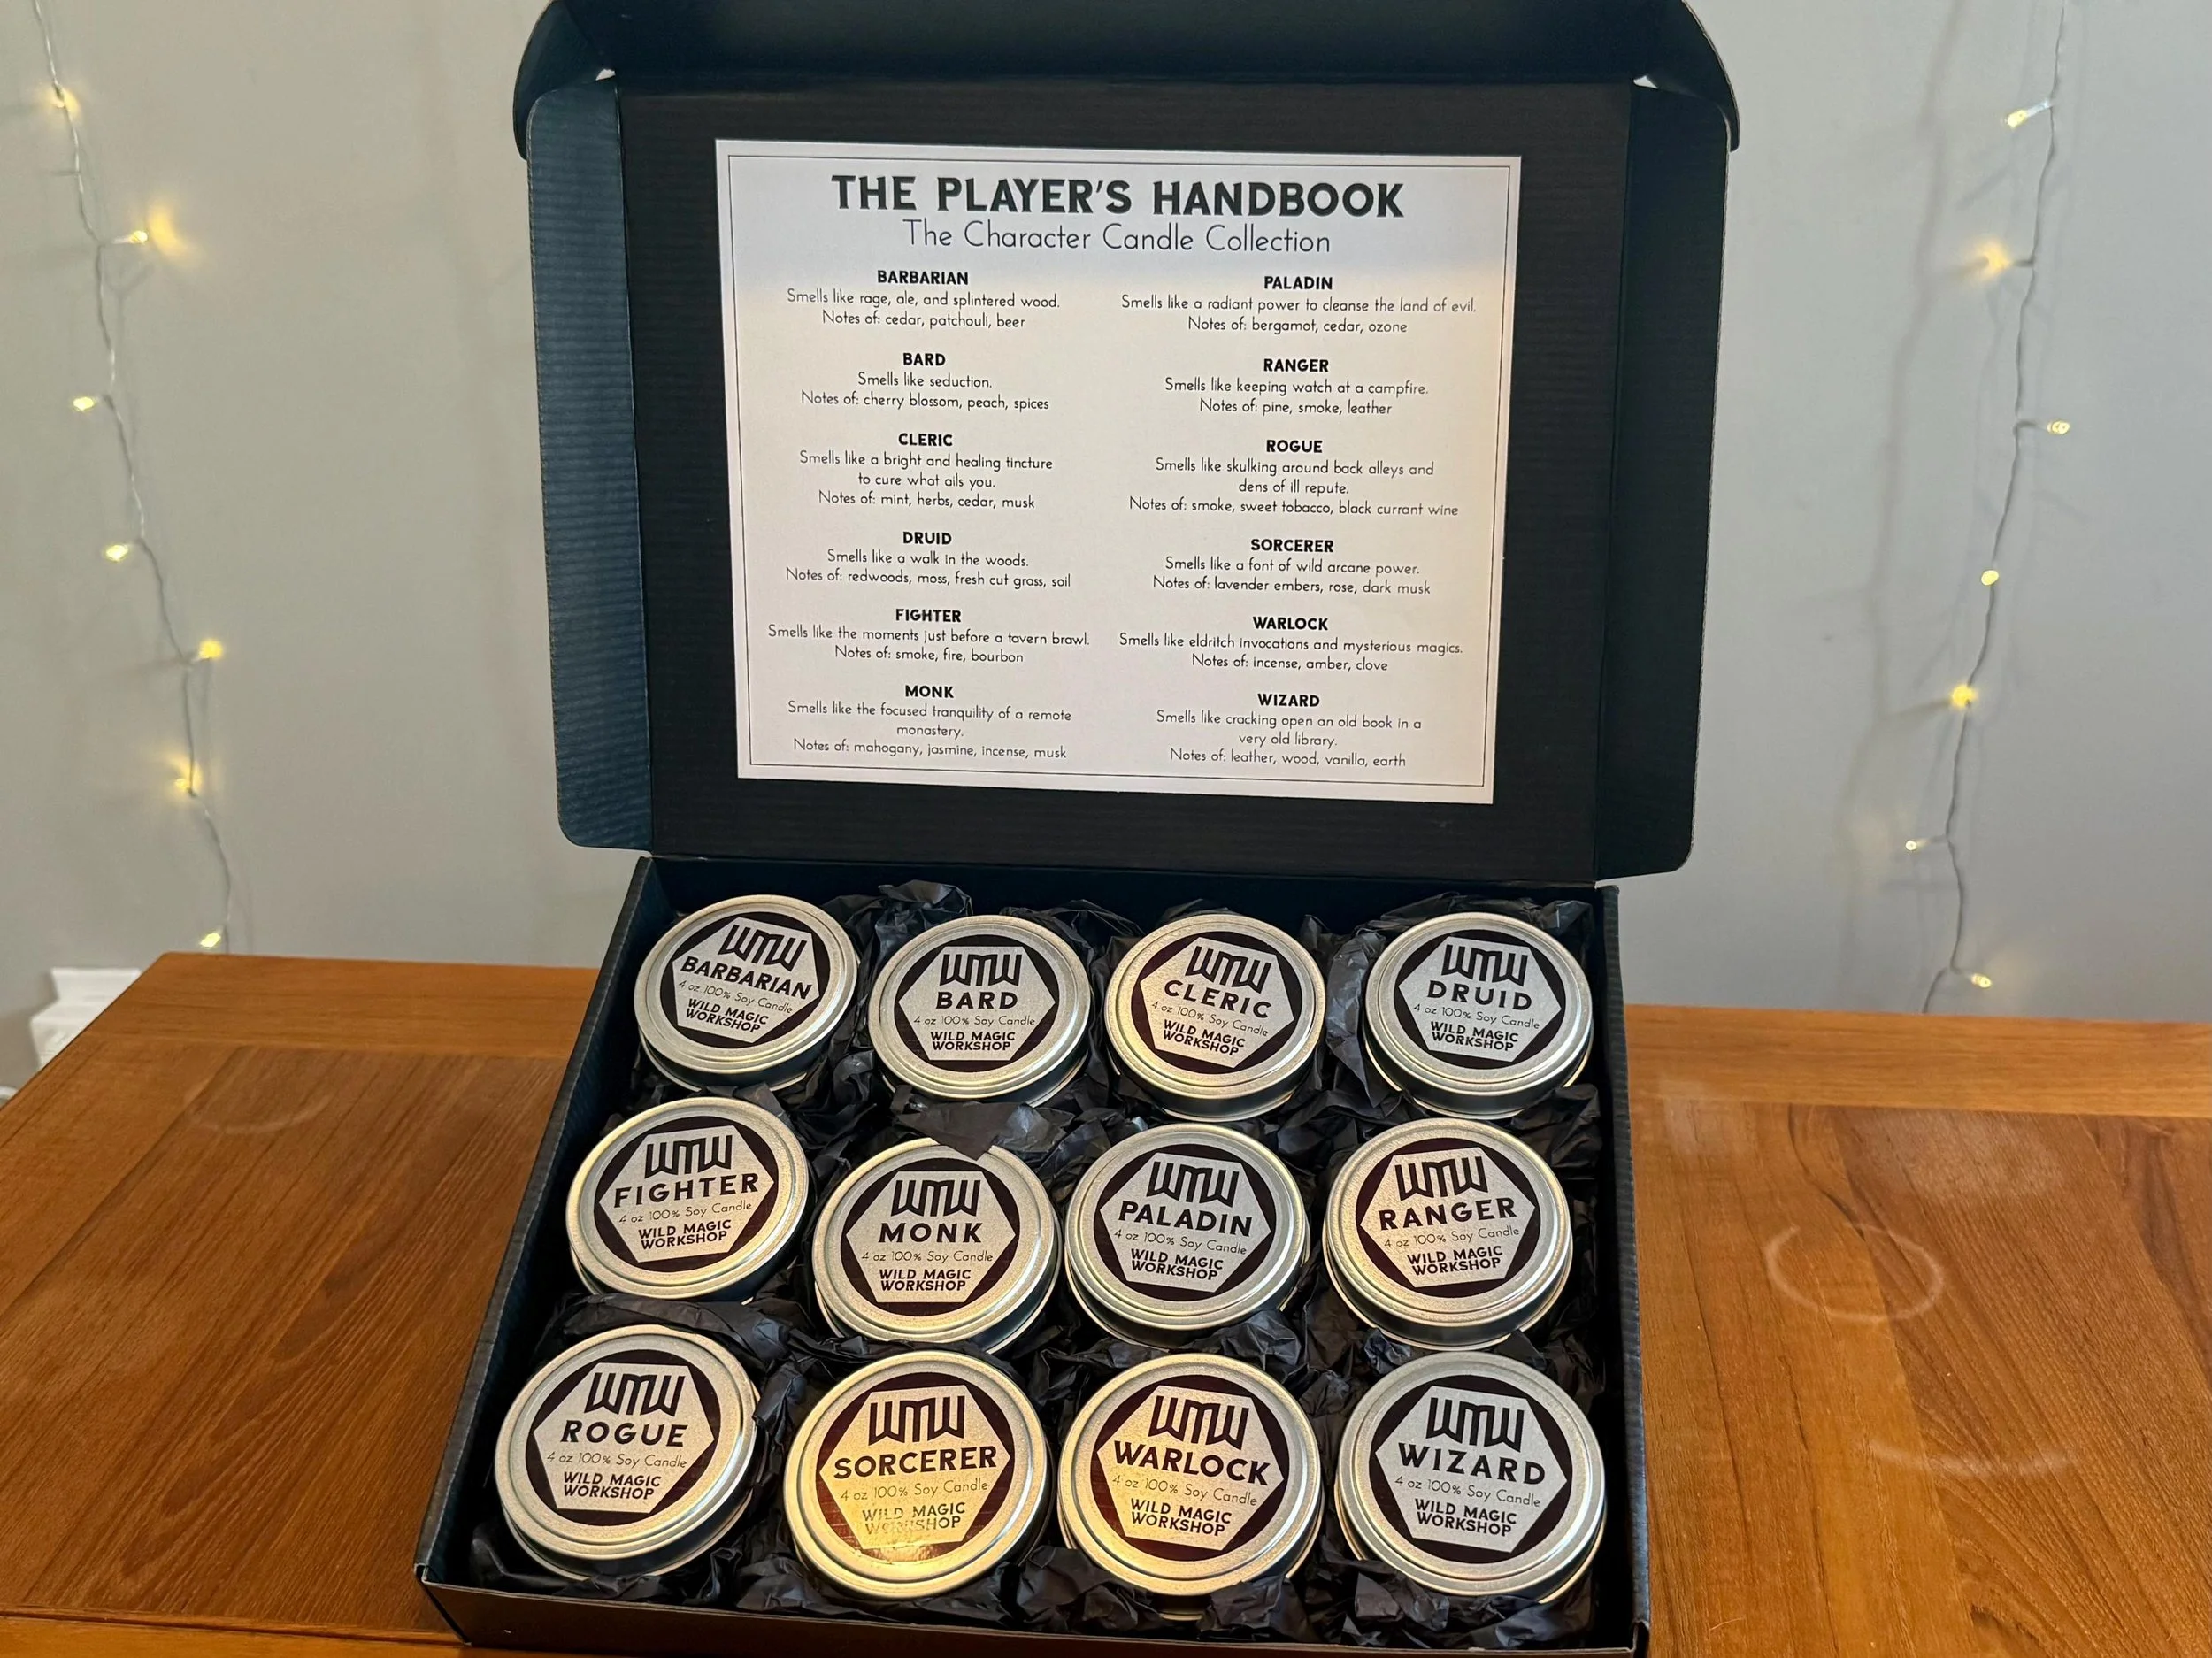 THE PLAYER'S HANDBOOK
The Character Candle Collection
BARBARIAN
Smells like rage, ale, and splintered wood.
Notes of: cedar, patchouli, beer
BARD
Smells like seduction.
Notes of: cherry blossom, peach, spices
CLERIC
Smells like a bright and healing tincture
to cure what ails you.
Notes of: mint, herbs, cedar, musk
DRUID
Smells like a walk in the woods.
Notes of: redwoods, moss, fresh cut grass, soil
FIGHTER
Smells like the moments just before a tavern brawl.
Notes of: smoke, fire, bourbon
MONK
Smells like the focused tranquility of a remote
monastery.
Notes of: mahogany, jasmine, incense, musk
PALADIN
Smells like a radiant power to cleanse the land of evil.
Notes of: bergamot, cedar, ozone
RANGER
Smells like keeping watch at a campfire.
Notes of: pine, smoke, leather
ROGUE
Smells like skulking around back alleys and
dens of ill repute.
Notes of: smoke, sweet tobacco, black currant wine
SORCERER
Smells like a font of wild arcane power.
Notes of: lavender embers, rose, dark musk
WARLOCK
Smells like eldritch invocations and mysterious magics.
Notes of: incense, amber, clove
WIZARD
Smells like cracking open an old book in a
very old library.
Notes of: leather, wood, vanilla, earth
WMW
BARBARIAN
4 oz 100% Soy Candle
WILD MAGIC
WORKSHOP
WMW
BARD
4 oz 100% Soy Candle
WILD MAGIC
WORKSHOP
WMW
CLERIC
4 oz 100% Soy Candle
WILD MAGIC
WORKSHOP
WMW
DRUID
4 oz 100% Soy Candle
WILD MAGIC
WORKSHOP
WMW
FIGHTER
4 oz 100% Soy Candle
WILD MAGIC
WORKSHOP
WMW
MONK
4 oz 100% Soy Candle
WILD MAGIC
WORKSHOP
WMW
PALADIN
4 oz 100% Soy Candle
WILD MAGIC
WORKSHOP
WMW
RANGER
4 oz 100% Soy Candle
WILD MAGIC
WORKSHOP
WMW
ROGUE
4 oz 100% Soy Candle
WILD MAGIC
WORKSHOP
WMW
SORCERER
4 oz 100% Soy Candle
WILD MAGIC
WORKSHOP
WMW
WARLOCK
4 oz 100% Soy Candle
WILD MAGIC
WORKSHOP
WMW
WIZARD
4 oz 100% Soy Candle
WILD MAGIC
WORKSHOP